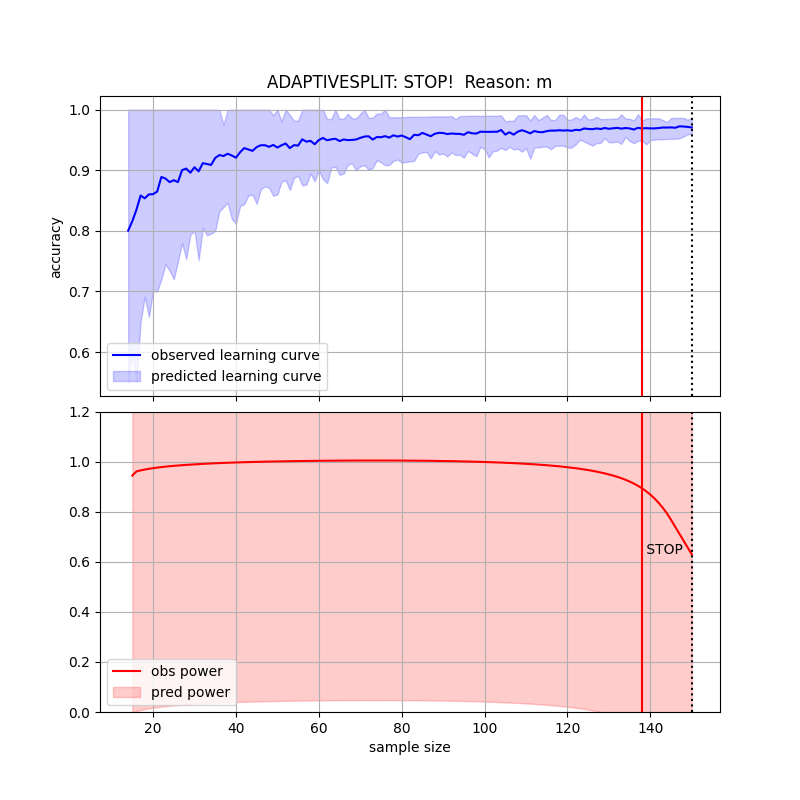 ADAPTIVESPLIT: STOP!  Reason: m
1.0
0.9
0.8
0.7
0.6
accuracy
observed learning curve
predicted learning curve
1.2
1.0
0.8
0.6
0.4
0.2
0.0
STOP
obs power
pred power
20 40 60 80 100 120 140
sample size